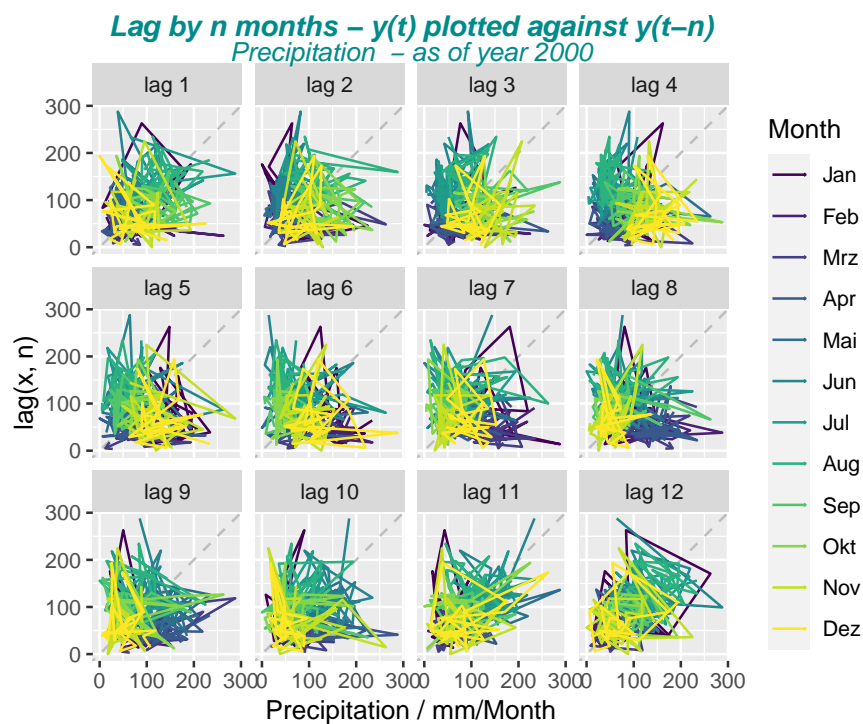 Lag by n months – y(t) plotted against y(t–n)
Precipitation – as of year 2000
lag 1 lag 2 lag 3 lag 4
300
200
100
0
lag 5 lag 6 lag 7 lag 8
300
200
100
0
lag 9 lag 10 lag 11 lag 12
300
200
100
0
0 100 200 300 0 100 200 300 0 100 200 300 0 100 200 300
lag(x, n)
Precipitation / mm/Month
Month
Jan
Feb
Mrz
Apr
Mai
Jun
Jul
Aug
Sep
Okt
Nov
Dez